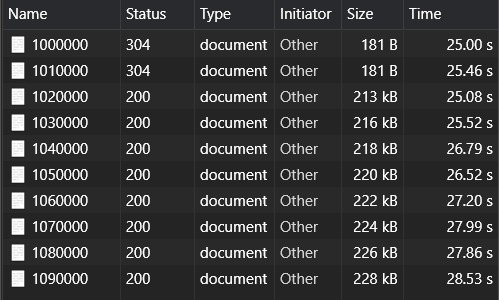 Name Status Type Initiator Size Time
1000000 304 document Other 181 B 25.00 s
1010000 304 document Other 181 B 25.46 s
1020000 200 document Other 213 kB 25.08 s
1030000 200 document Other 216 kB 25.52 s
1040000 200 document Other 218 kB 26.79 s
1050000 200 document Other 220 kB 26.52 s
1060000 200 document Other 222 kB 27.20 s
1070000 200 document Other 224 kB 27.99 s
1080000 200 document Other 226 kB 27.86 s
1090000 200 document Other 228 kB 28.53 s